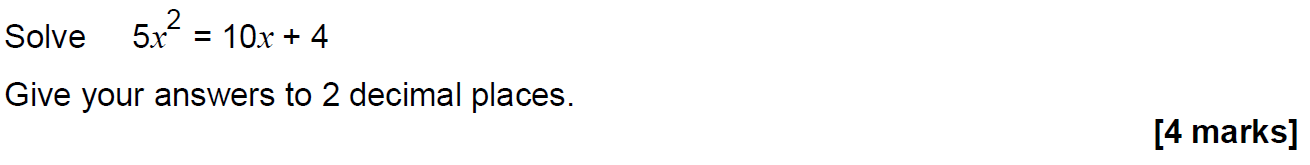 Solve 5x² = 10x + 4
Give your answers to 2 decimal places.
[4 marks]